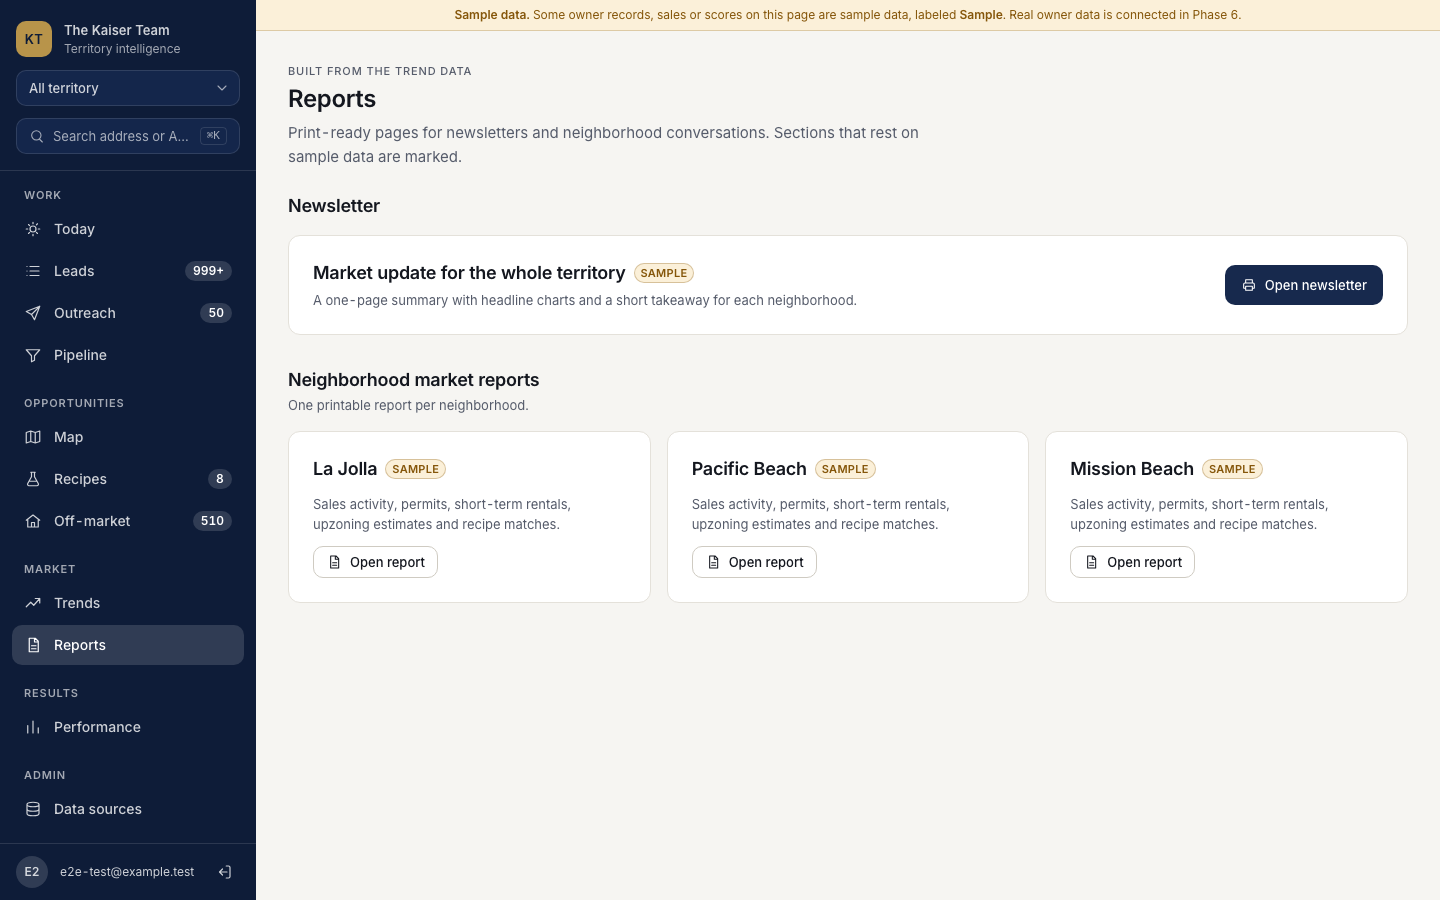 KT
The Kaiser Team
Territory intelligence
All territory
Search address or A... ⌘K
WORK
Today
Leads 999+
Outreach 50
Pipeline
OPPORTUNITIES
Map
Recipes 8
Off-market 510
MARKET
Trends
Reports
RESULTS
Performance
ADMIN
Data sources
E2 e2e-test@example.test
Sample data. Some owner records, sales or scores on this page are sample data, labeled Sample. Real owner data is connected in Phase 6.
BUILT FROM THE TREND DATA
Reports
Print-ready pages for newsletters and neighborhood conversations. Sections that rest on
sample data are marked.
Newsletter
Market update for the whole territory SAMPLE
A one-page summary with headline charts and a short takeaway for each neighborhood.
Open newsletter
Neighborhood market reports
One printable report per neighborhood.
La Jolla SAMPLE
Sales activity, permits, short-term rentals,
upzoning estimates and recipe matches.
Open report
Pacific Beach SAMPLE
Sales activity, permits, short-term rentals,
upzoning estimates and recipe matches.
Open report
Mission Beach SAMPLE
Sales activity, permits, short-term rentals,
upzoning estimates and recipe matches.
Open report